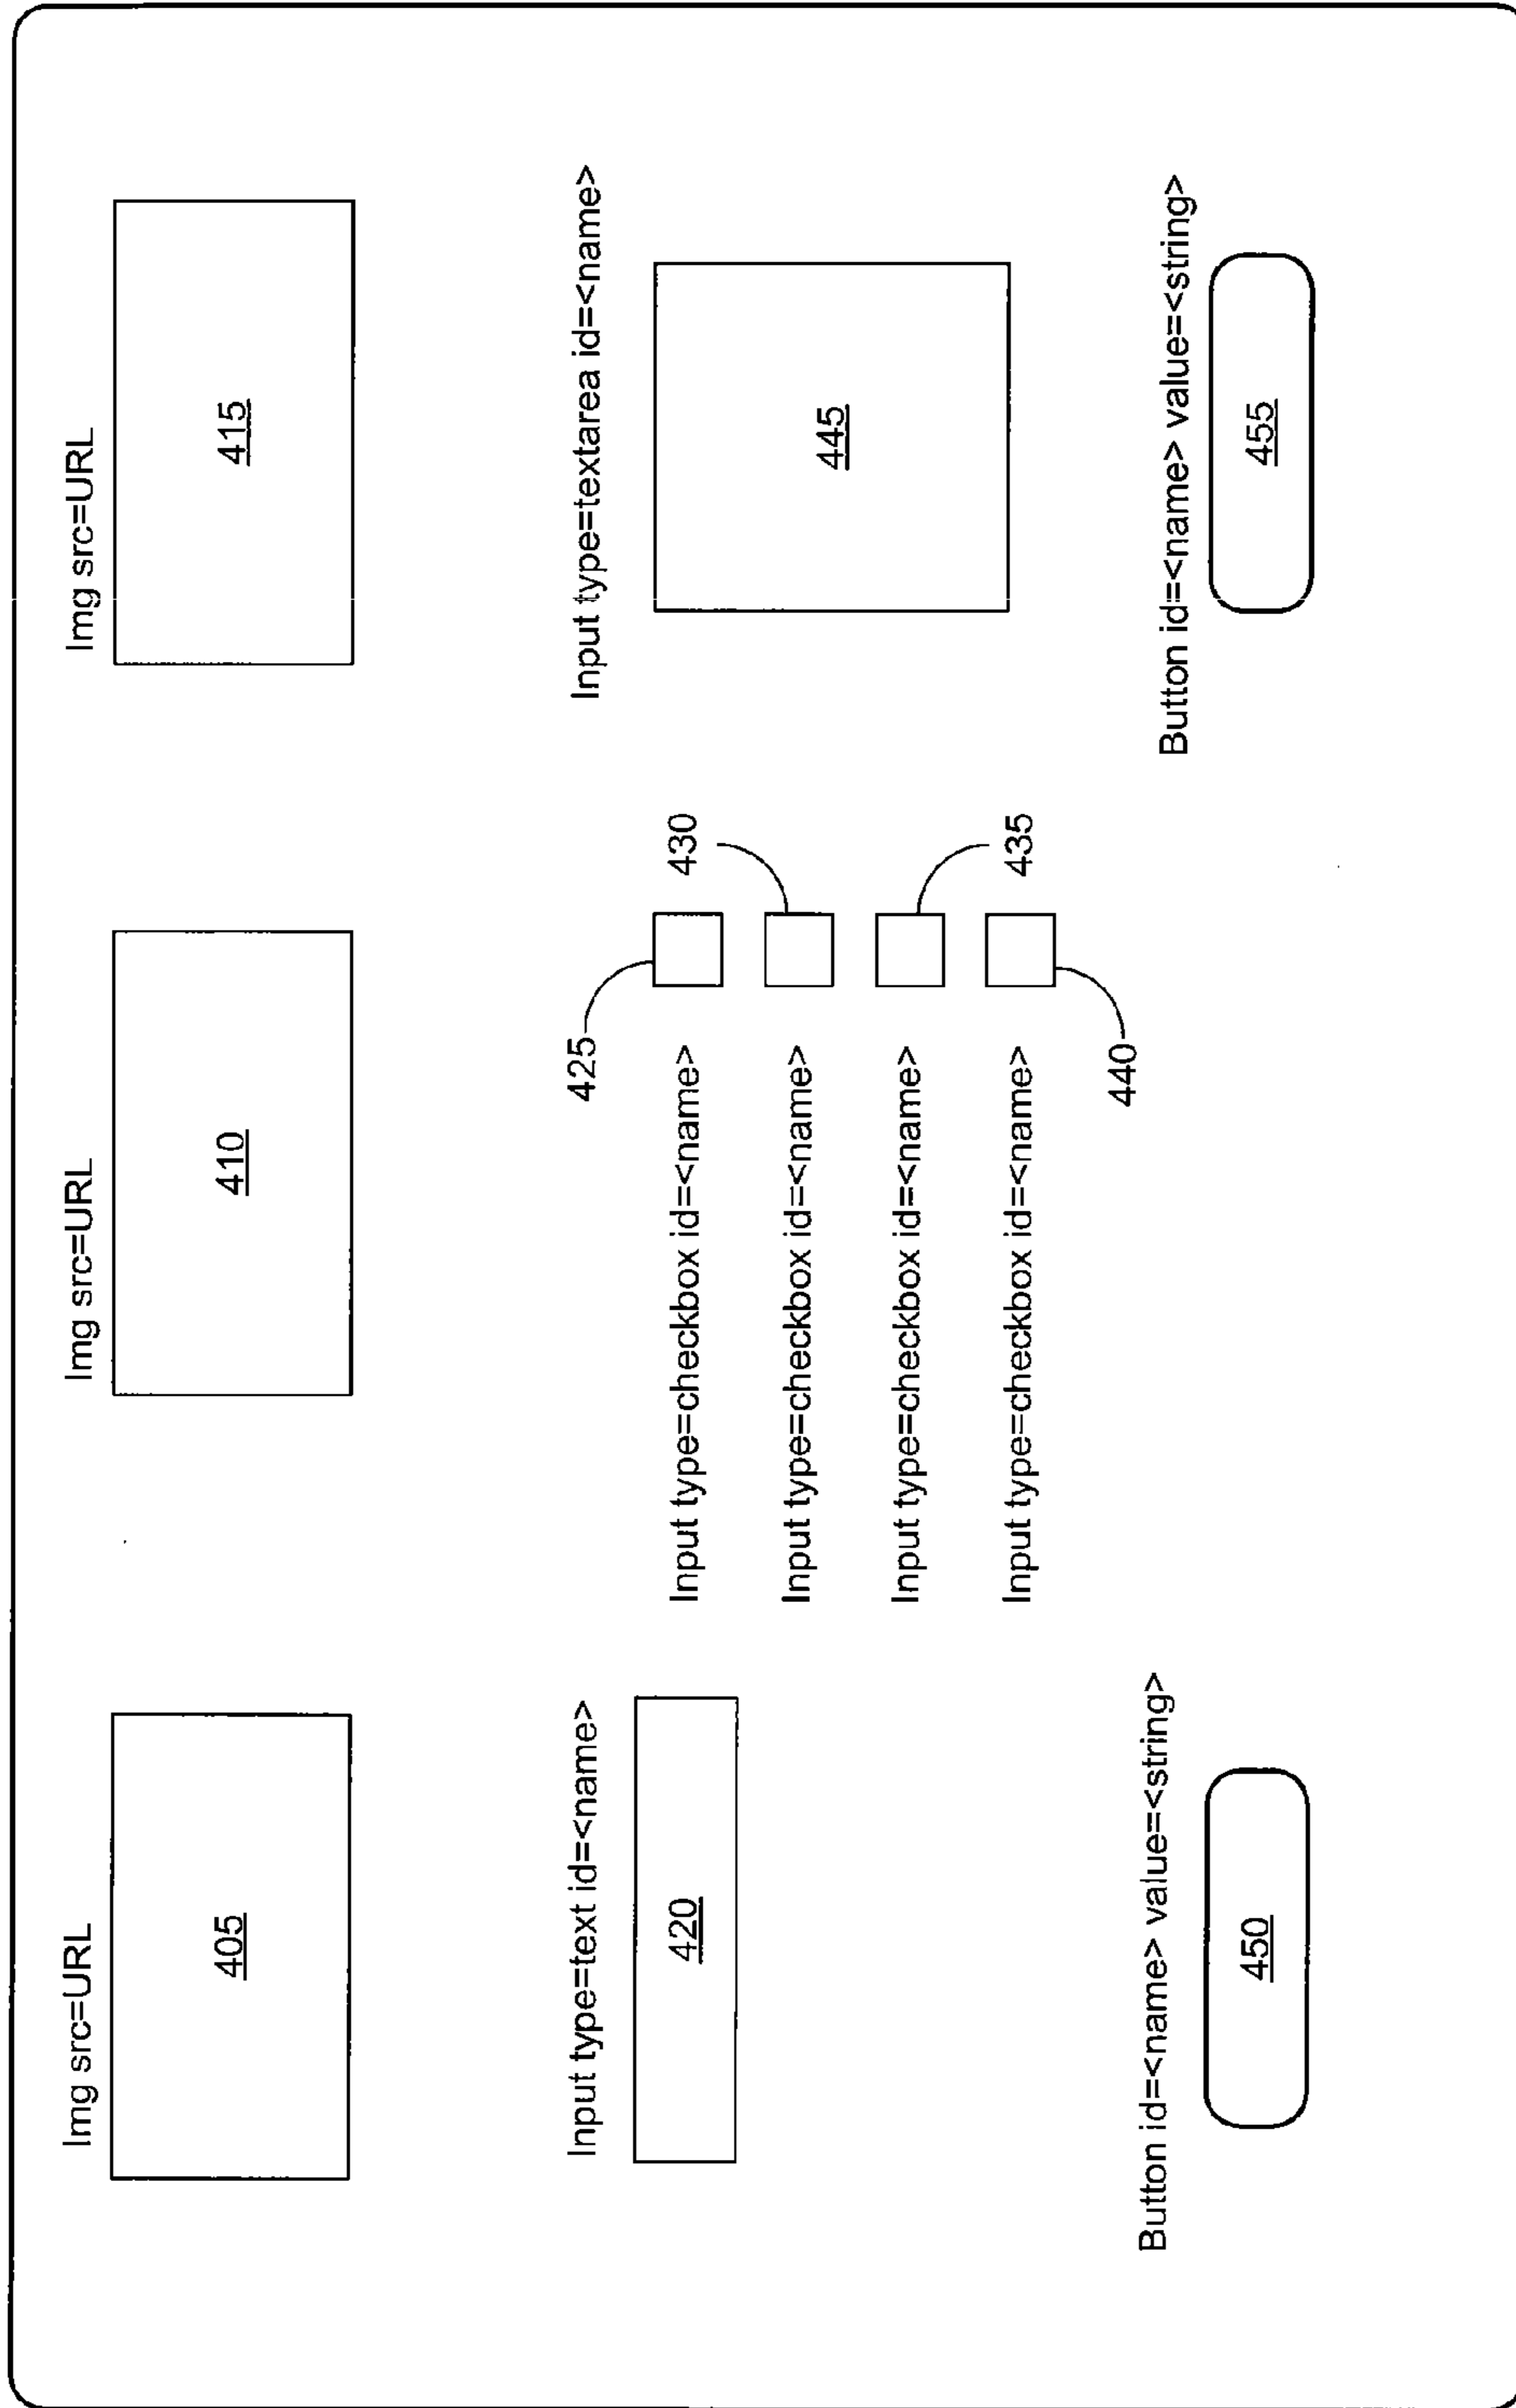 Img src=URL
Img src=URL
Img src=URL
405
410
415
Input type=text id=<name>
425
Input type=textarea id=<name>
420
Input type=checkbox id=<name>
430
Input type=checkbox id=<name>
445
Input type=checkbox id=<name>
Input type=checkbox id=<name>
435
440
Button id=<name> value=<string>
Button id=<name> value=<string>
450
455